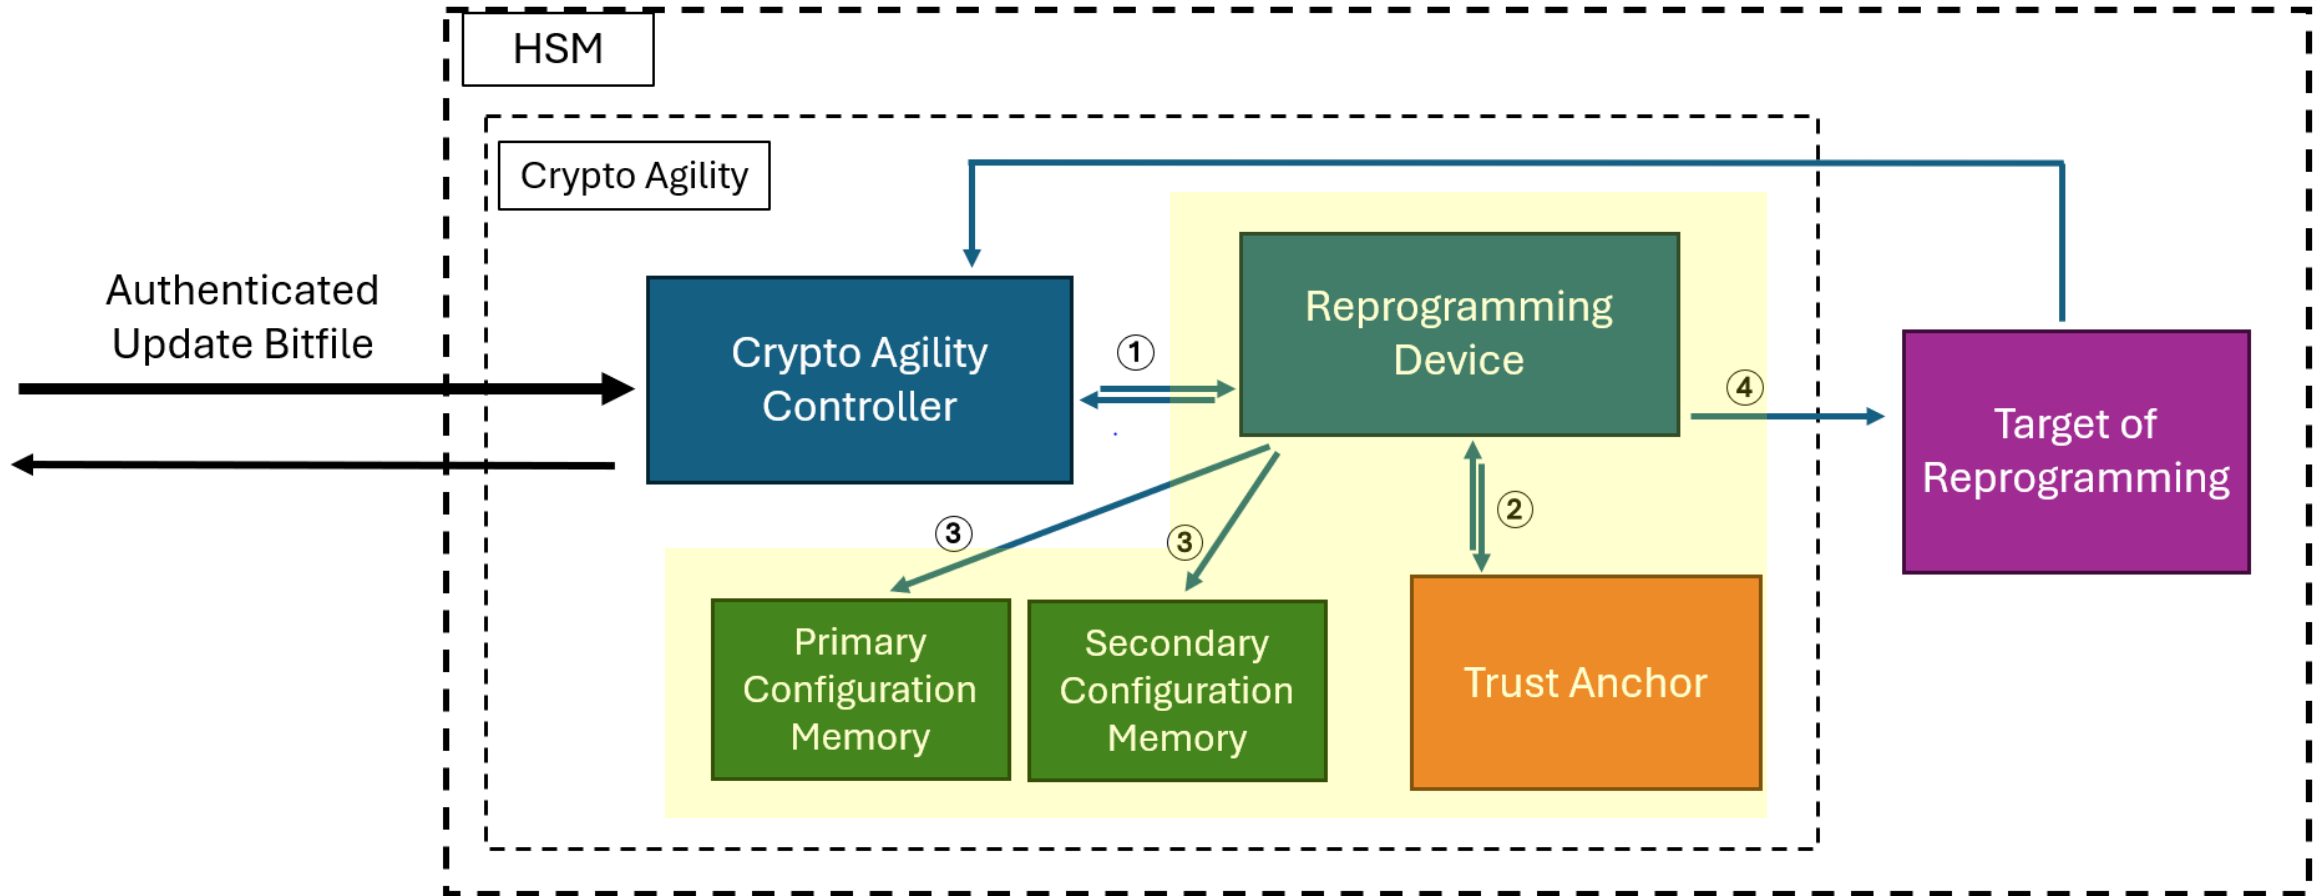 HSM
Crypto Agility
Authenticated
Update Bitfile
Crypto Agility
Controller
①
Reprogramming
Device
④
Target of
Reprogramming
②
③
③
Primary
Configuration
Memory
Secondary
Configuration
Memory
Trust Anchor